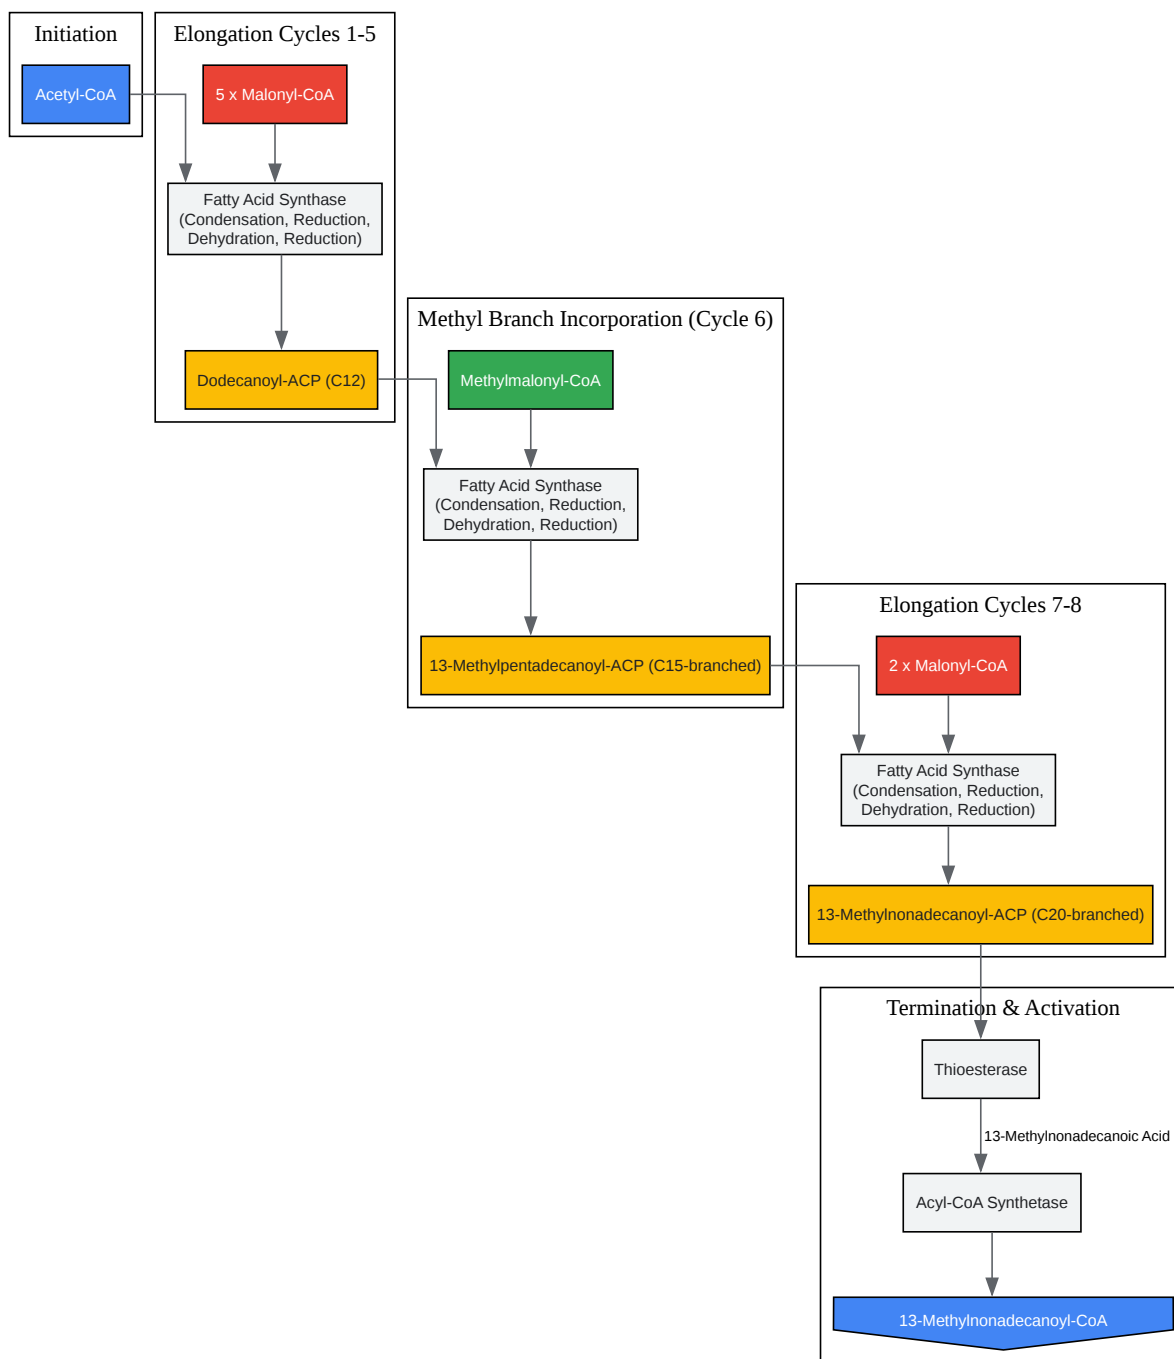 Initiation
Acetyl-CoA
Elongation Cycles 1-5
5 x Malonyl-CoA
Fatty Acid Synthase
(Condensation, Reduction,
Dehydration, Reduction)
Dodecanoyl-ACP (C12)
Methyl Branch Incorporation (Cycle 6)
Methylmalonyl-CoA
Fatty Acid Synthase
(Condensation, Reduction,
Dehydration, Reduction)
13-Methylpentadecanoyl-ACP (C15-branched)
Elongation Cycles 7-8
2 x Malonyl-CoA
Fatty Acid Synthase
(Condensation, Reduction,
Dehydration, Reduction)
13-Methylnonadecanoyl-ACP (C20-branched)
Termination & Activation
Thioesterase
13-Methylnonadecanoic Acid
Acyl-CoA Synthetase
13-Methylnonadecanoyl-CoA